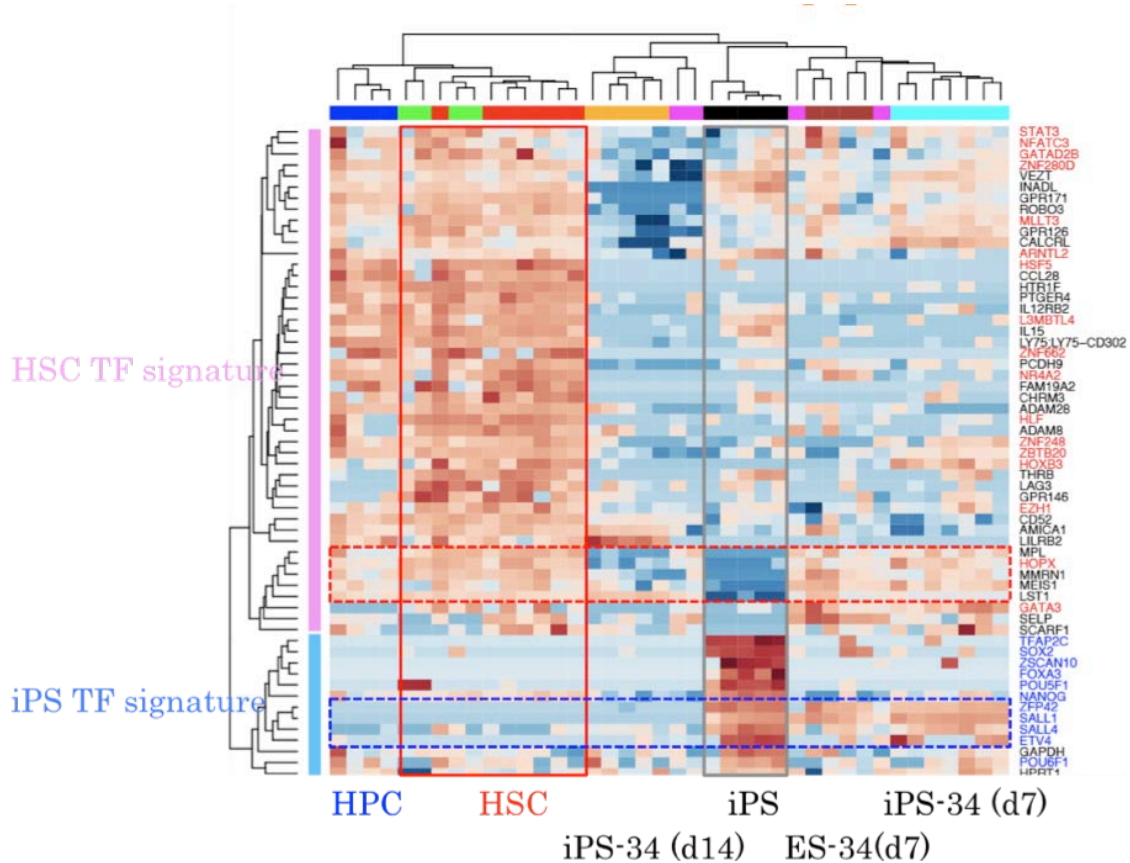 STAT3
NFATC3
GATAD2B
ZNF280D
VEZT
INADL
GPR171
ROBO3
MLLT3
GPR126
CALCRL
ARNTL2
HSF5
CCL28
HTR1F
PTGER4
IL12RB2
L3MBTL4
IL15
LY75;LY75-CD302
ZNF662
PCDH9
NR4A2
FAM19A2
CHRM3
ADAM28
HLF
ADAM8
ZNF248
ZBTB20
HOXB3
THRB
LAG3
GPR146
EZH1
CD52
AMICA1
LILRB2
MPL
HOPX
MMRN1
MEIS1
LST1
GATA3
SELP
SCARF1
TFAP2C
SOX2
ZSCAN10
FOXA3
POU5F1
NANOG
ZFP42
SALL1
SALL4
ETV4
GAPDH
POU6F1
HPRT1
HSC TF signature
iPS TF signature
HPC
HSC
iPS
iPS-34 (d7)
iPS-34 (d14)
ES-34(d7)